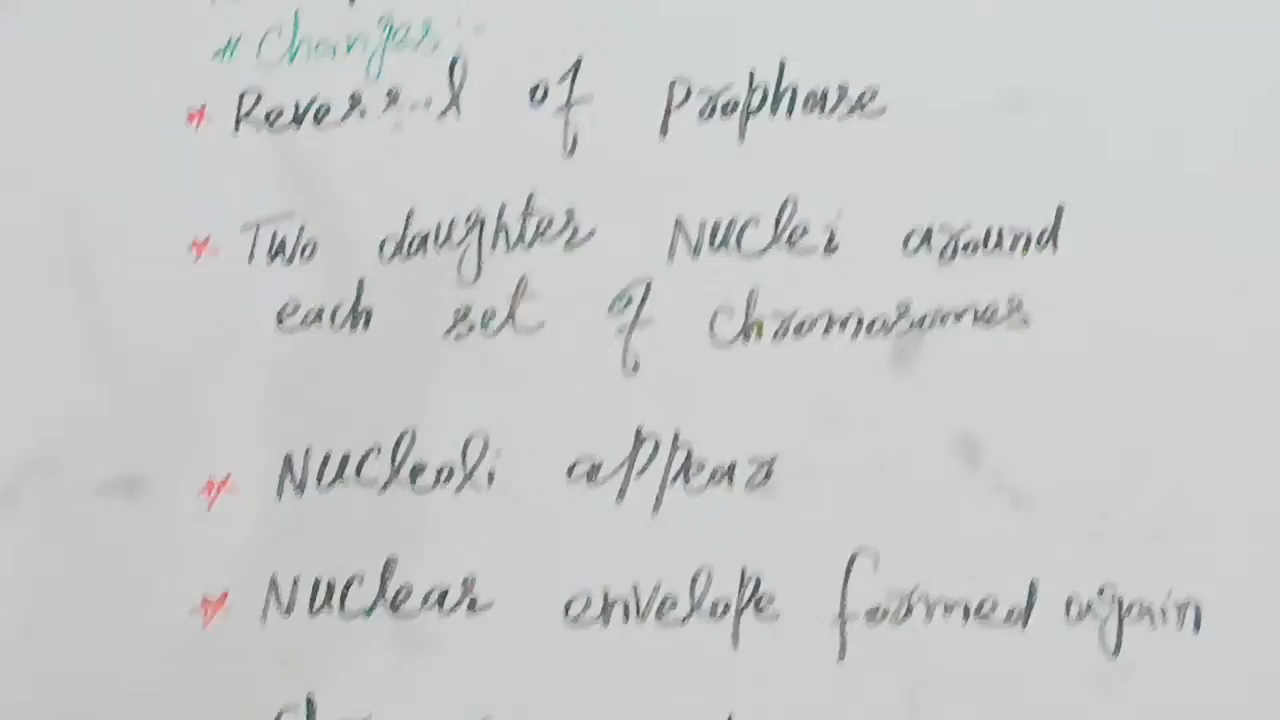 # Changes:-
* Reversal of Prophase
* Two daughter Nuclei around
each set of chromosomes
* Nucleoli appear
* Nuclear envelope formed again